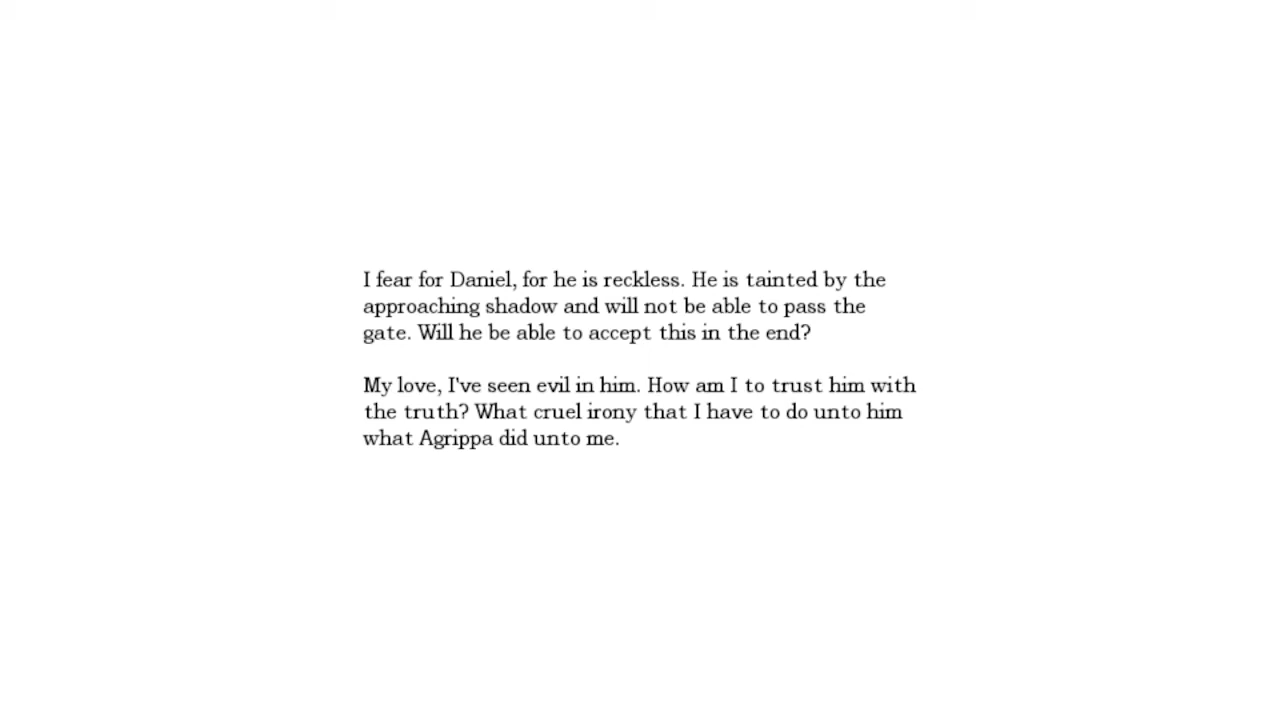 I fear for Daniel, for he is reckless. He is tainted by the
approaching shadow and will not be able to pass the
gate. Will he be able to accept this in the end?
My love, I've seen evil in him. How am I to trust him with
the truth? What cruel irony that I have to do unto him
what Agrippa did unto me.